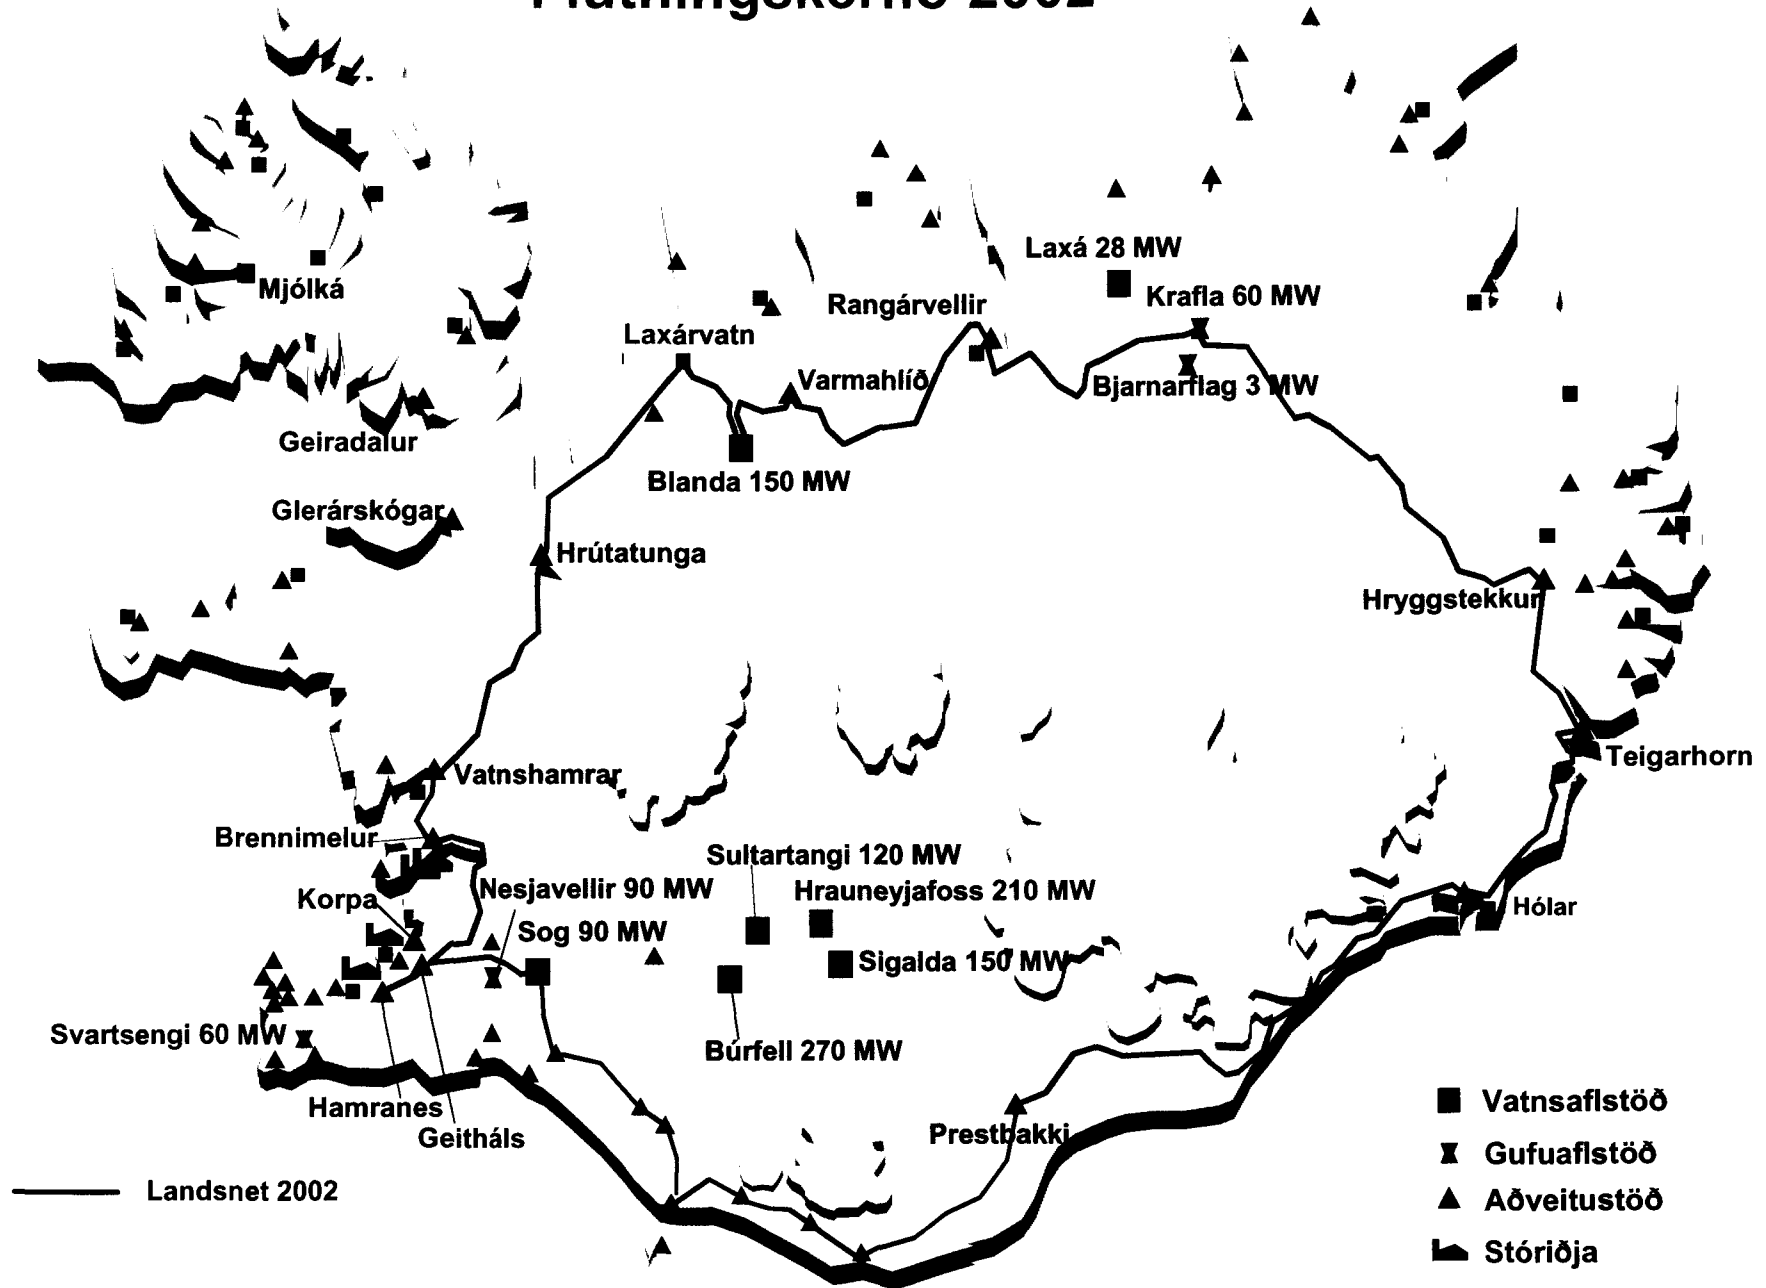 2002
Laxá 28 MW
Mjólká
Krafla 60 MW
Rangárvellir
Laxárvatn
Varmahlíð
Bjarnarflag 3 MW
Geiradalur
Blanda 150 MW
Glerárskógar
Hrútatunga
Hryggstekkur
Teigarhorn
Vatnshamrar
Brennimelur
Sultartangi 120 MW
Nesjavellir 90 MW
Hrauneyjafoss 210 MW
Korpa
Hólar
Sog 90 MW
Sigalda 150 MW
Svartsengi 60 MW
Búrfell 270 MW
Hamranes
Geitháls
Prestbakki
Landsnet 2002
Vatnsaflstöð
Gufuaflstöð
Aðveitustöð
Stóriðja